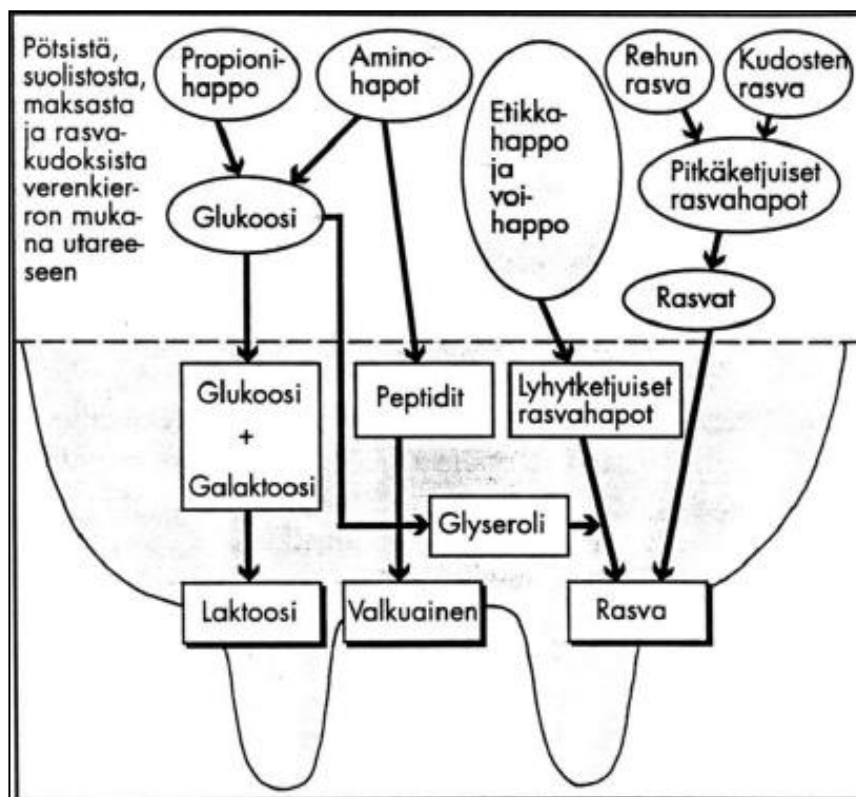 Pötsistä,
suolistosta,
maksasta
ja rasva-
kudoksista
verenkier-
ron muka-
na utaree-
seen
Propioni-
happo
Amino-
hapot
Etikka-
happo
ja
voi-
happo
Rehun
rasva
Kudosten
rasva
Glukoosi
Pitkäketjuiset
rasvahapot
Rasvat
Glukoosi
+
Galaktoosi
Peptidit
Lyhytketjuiset
rasvahapot
Glyseroli
Laktoosi
Valkuainen
Rasva